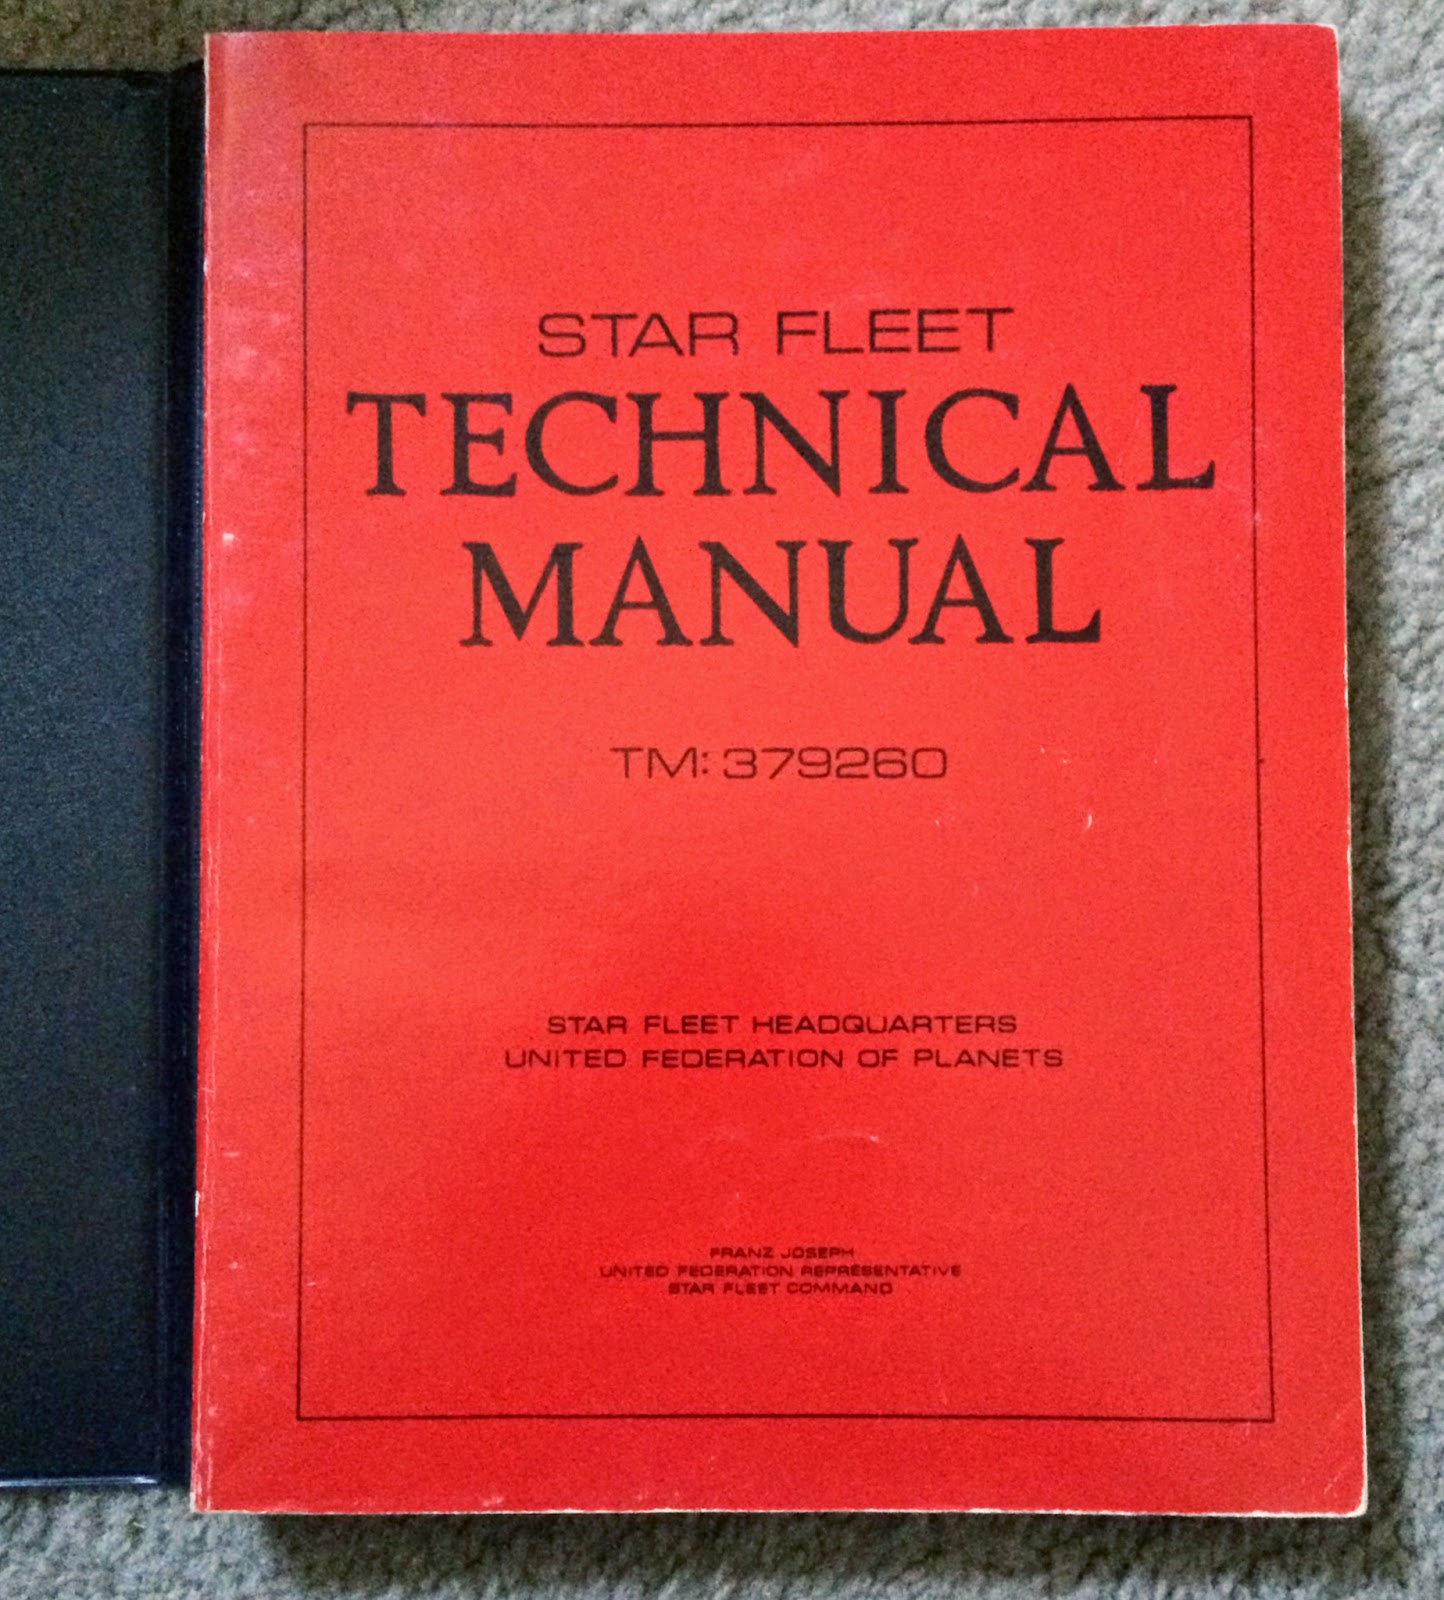 STAR FLEET
TECHNICAL
MANUAL
TM: 379260
STAR FLEET HEADQUARTERS
UNITED FEDERATION OF PLANETS
FRANZ JOSEPH
UNITED FEDERATION REPRESENTATIVE
STAR FLEET COMMAND